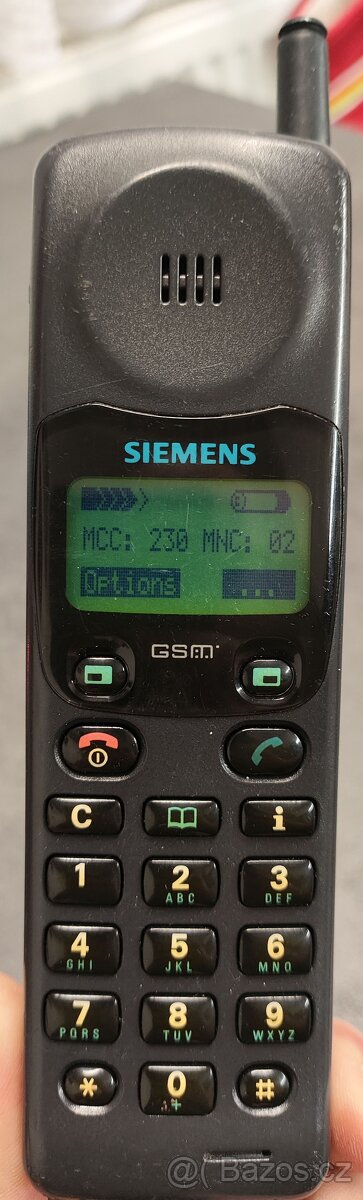 SIEMENS
MCC: 230 MNC: 02
Options ...
GSM
C i
1 2 3
ABC DEF
4 5 6
GHI JKL MNO
7 8 9
PQRS TUV WXYZ
* 0 #
+
Bazos.cz